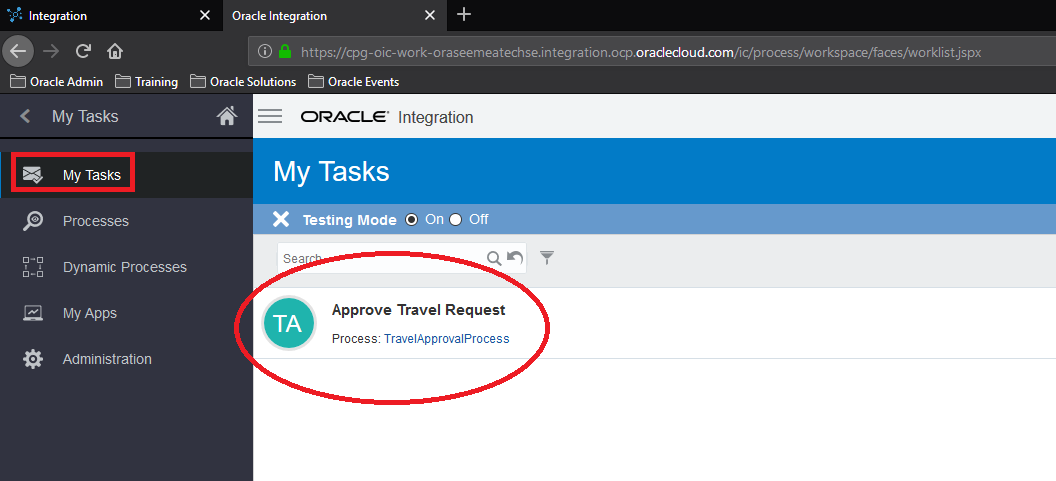 Integration
Oracle Integration
https://cpg-oic-work-oraseemeatechse.integration.ocp.oraclecloud.com/ic/process/workspace/faces/worklist.jspx
Oracle Admin Training Oracle Solutions Oracle Events
My Tasks
ORACLE Integration
My Tasks
Processes
Dynamic Processes
My Apps
Administration
My Tasks
Testing Mode On Off
Search
TA
Approve Travel Request
Process: TravelApprovalProcess